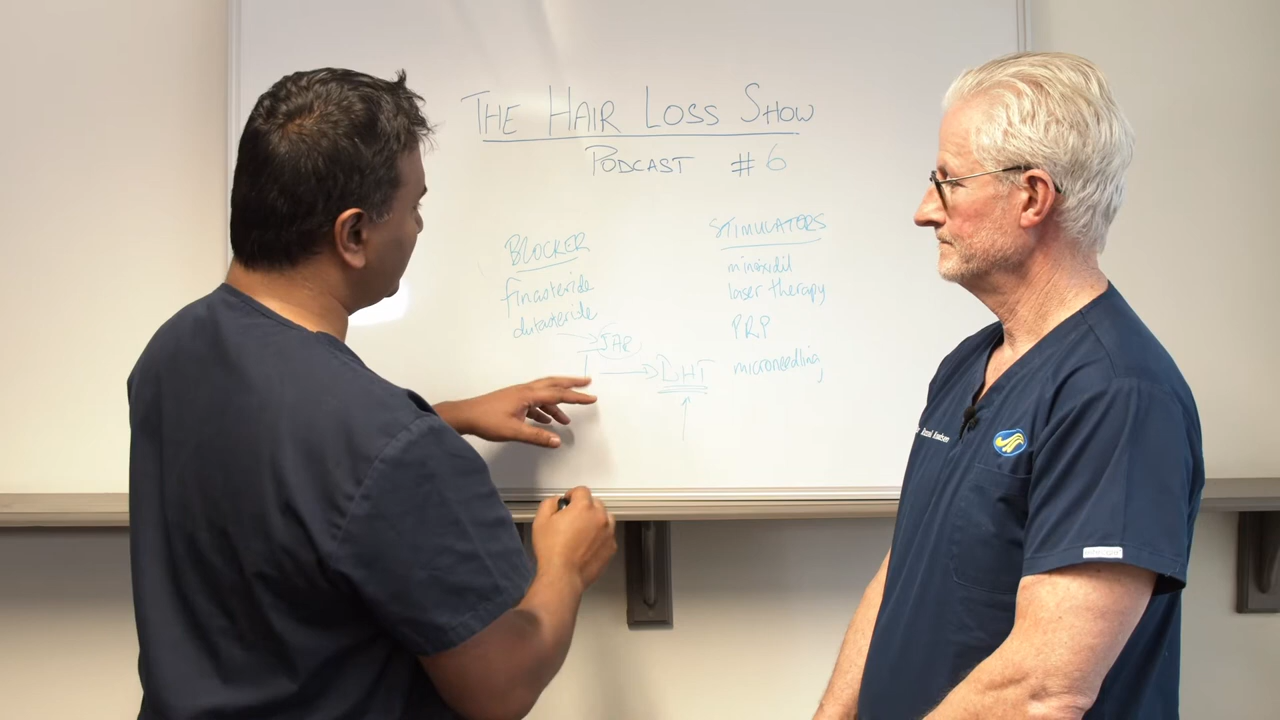 THE HAIR LOSS SHOW
PODCAST #6
BLOCKER
finasteride
dutasteride
5AR
DHT
STIMULATORS
minoxidil
laser therapy
PRP
microneedling